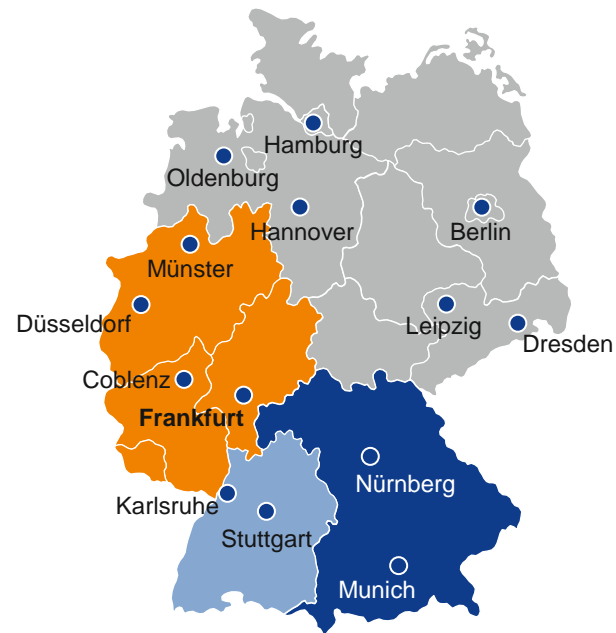 Hamburg
Oldenburg
Hannover
Berlin
Münster
Düsseldorf
Leipzig
Dresden
Coblenz
Frankfurt
Nürnberg
Karlsruhe
Stuttgart
Munich